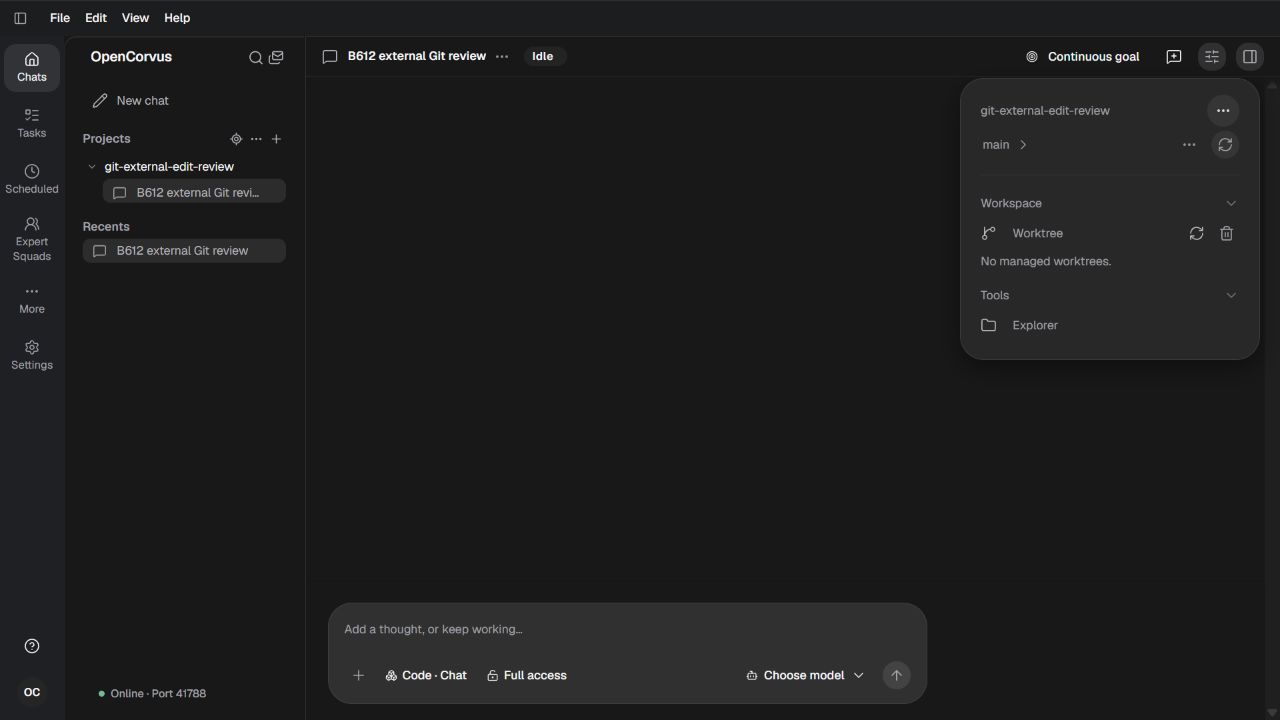 File Edit View Help
Chats
Tasks
Scheduled
Expert
Squads
More
Settings
OC
OpenCorvus
New chat
Projects
git-external-edit-review
B612 external Git revi...
Recents
B612 external Git review
Online · Port 41788
B612 external Git review
Idle
Continuous goal
git-external-edit-review
main
Workspace
Worktree
No managed worktrees.
Tools
Explorer
Add a thought, or keep working...
Code · Chat
Full access
Choose model